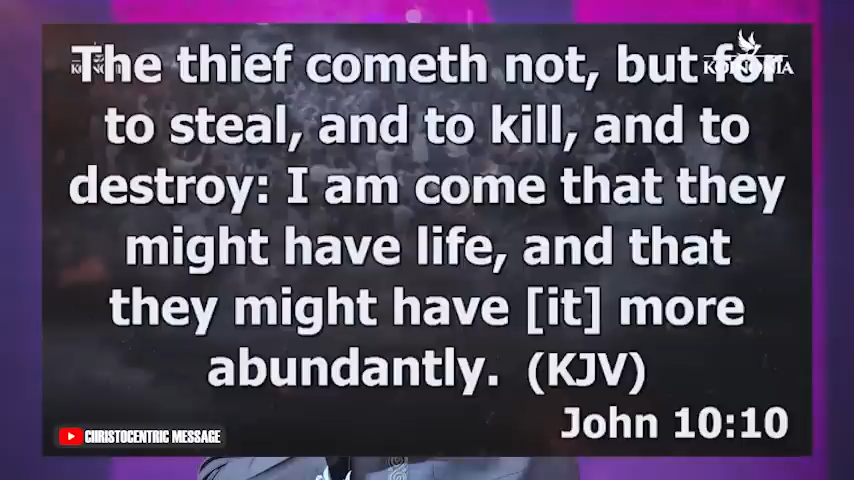 The thief cometh not, but for
to steal, and to kill, and to
destroy: I am come that they
might have life, and that
they might have [it] more
abundantly. (KJV)
John 10:10
KOINONIA
CHRISTOCENTRIC MESSAGE